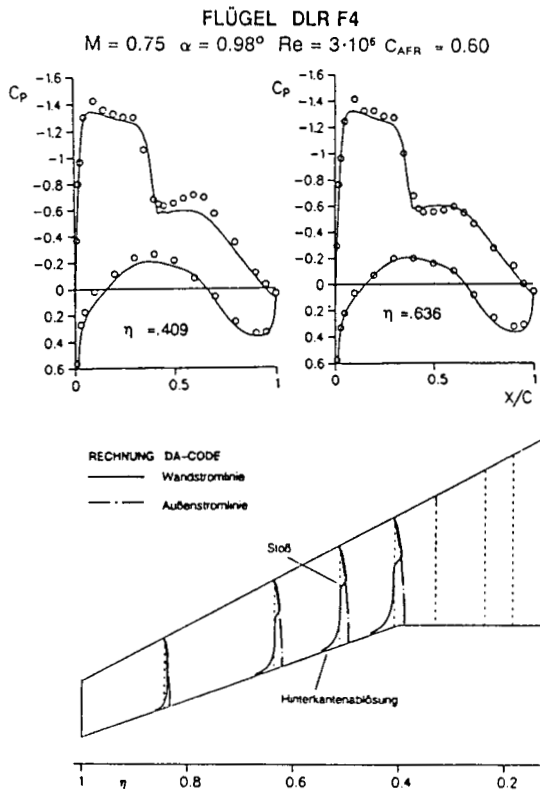 FLÜGEL DLR F4
M = 0.75 α = 0.98° Re = 3·10⁶ C_AFR = 0.60
Cp
-1.6
-1.4
-1.2
-1.0
-0.8
-0.6
-0.4
-0.2
0
0.2
0.4
0.6
η = .409
0
0.5
1
Cp
-1.6
-1.4
-1.2
-1.0
-0.8
-0.6
-0.4
-0.2
0
0.2
0.4
0.6
η = .636
0
0.5
1
X/C
RECHNUNG DA-CODE
Wandstromlinie
Außenstromlinie
Stoß
Hinterkantenablösung
1
η
0.8
0.6
0.4
0.2